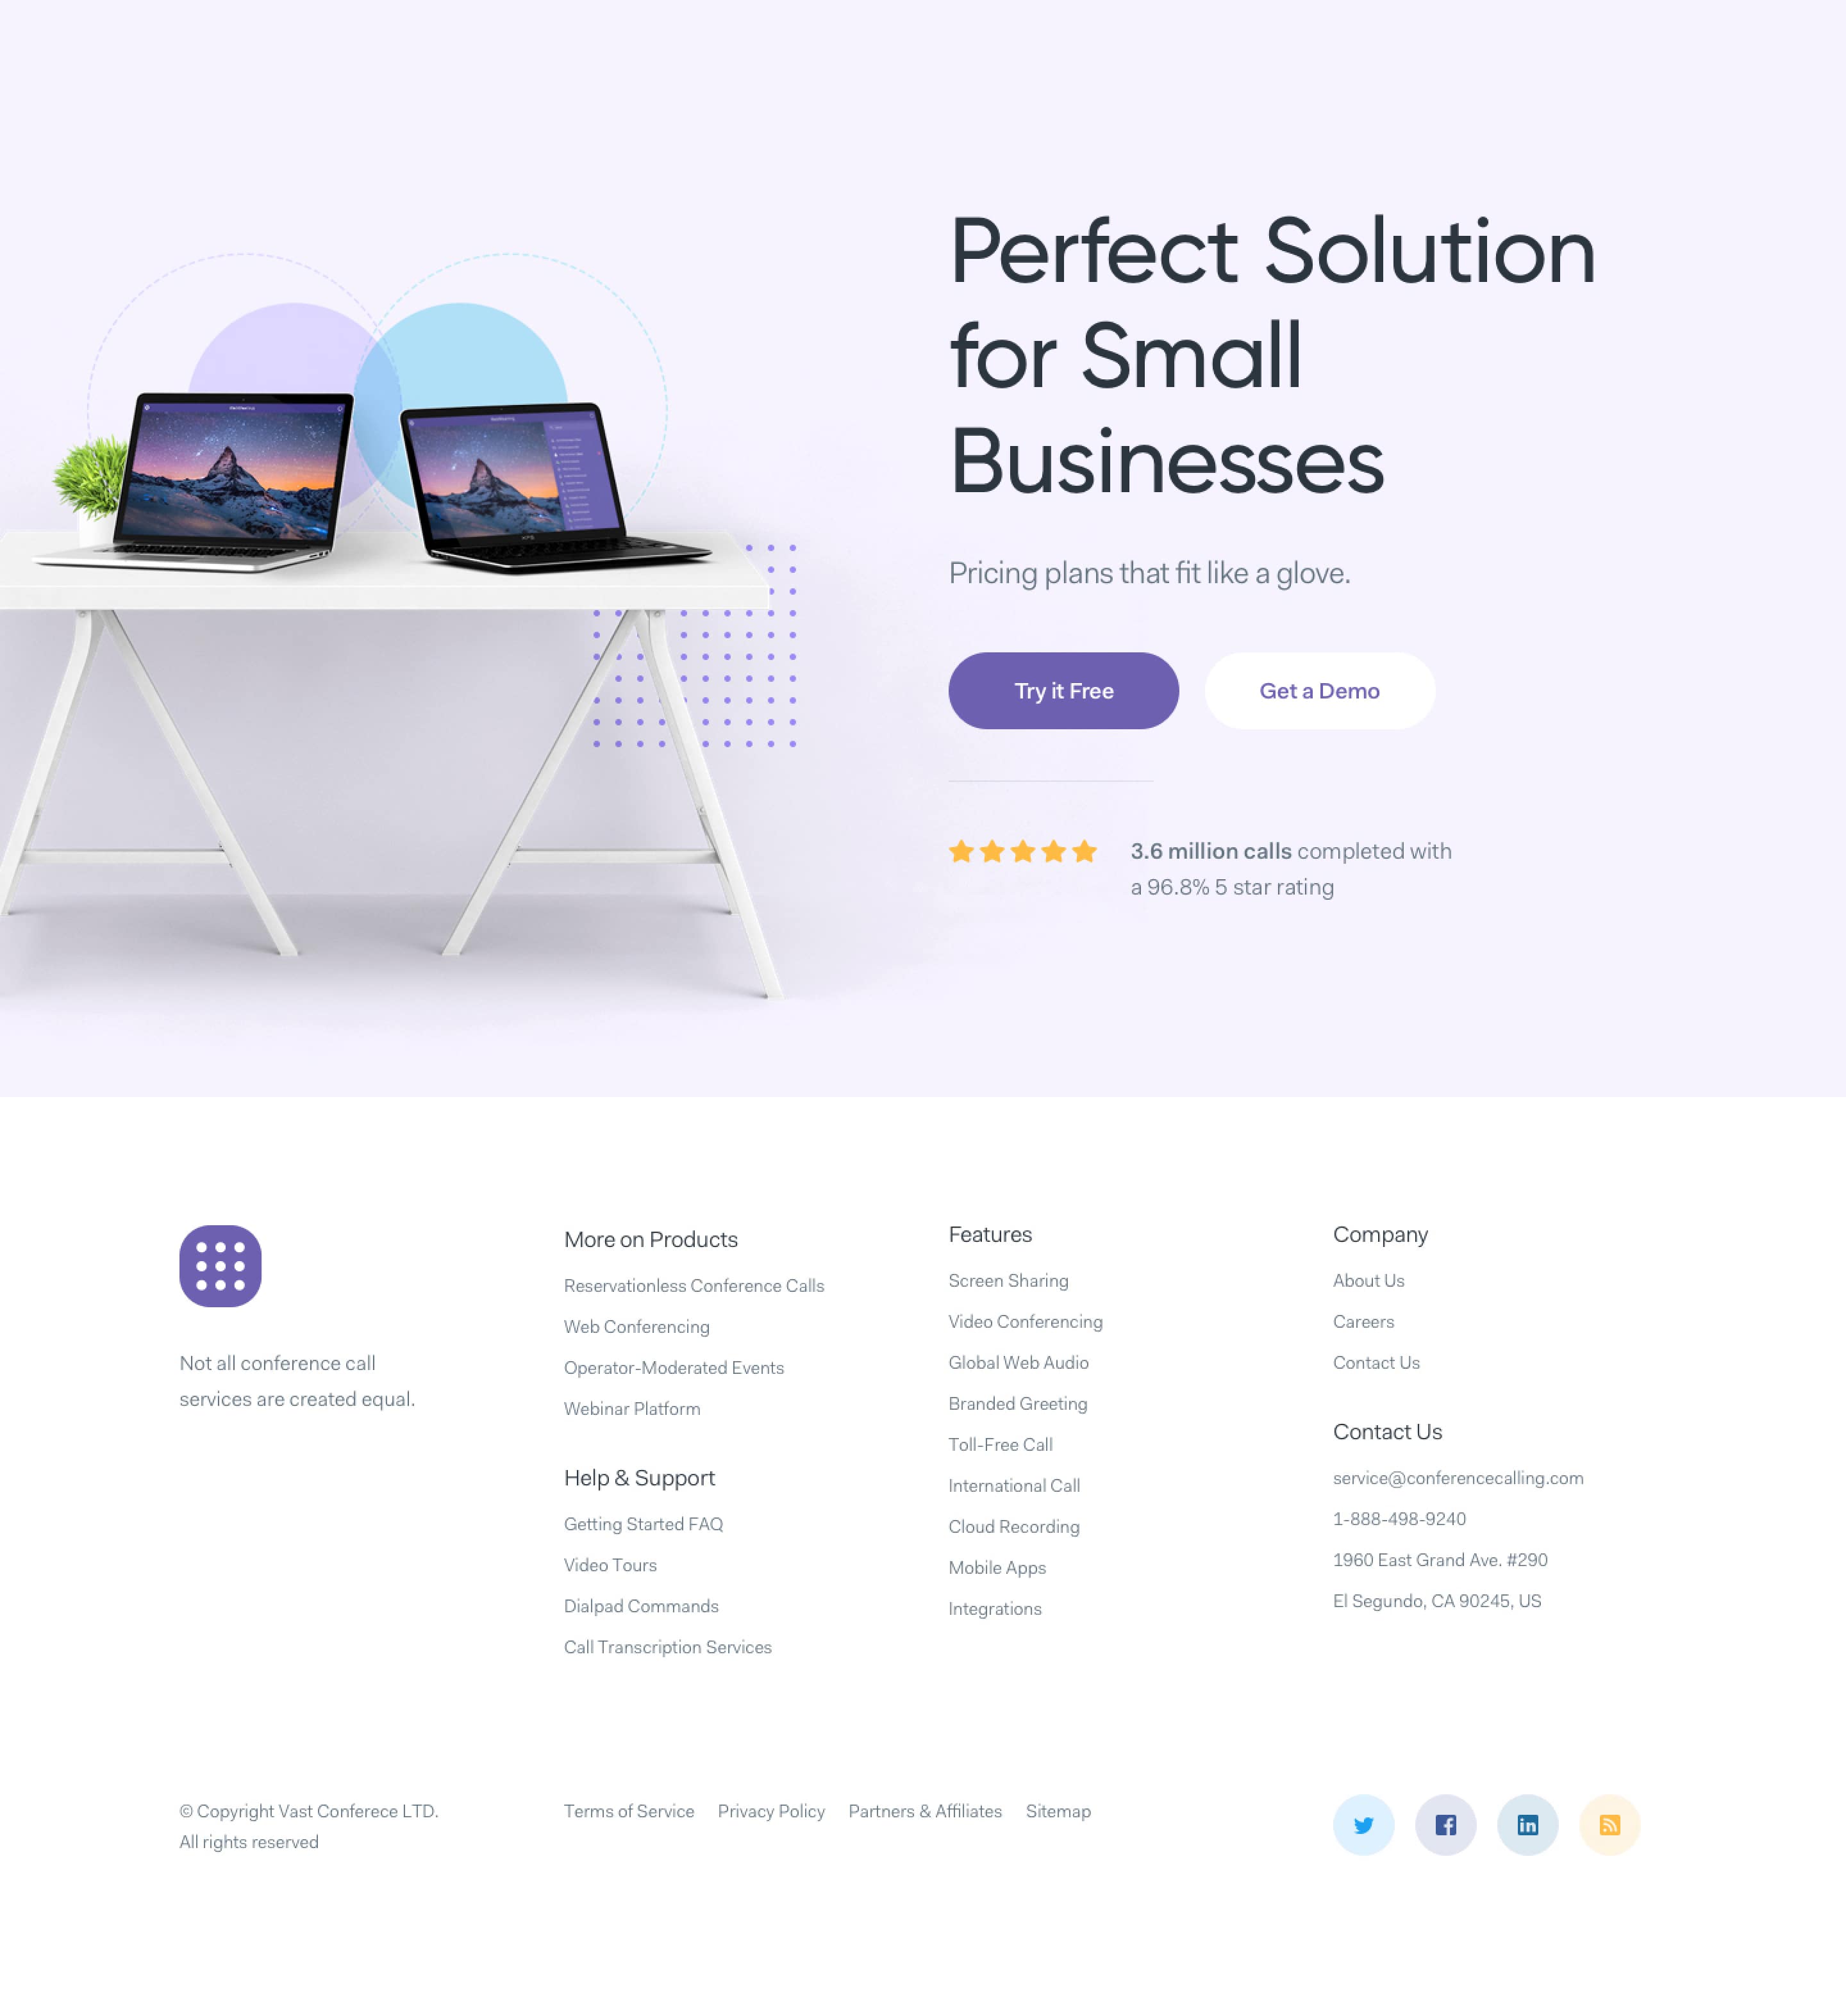 Perfect Solution
for Small
Businesses
Pricing plans that fit like a glove.
Try it Free
Get a Demo
3.6 million calls completed with
a 96.8% 5 star rating
XPS
Not all conference call
services are created equal.
More on Products
Reservationless Conference Calls
Web Conferencing
Operator-Moderated Events
Webinar Platform
Help & Support
Getting Started FAQ
Video Tours
Dialpad Commands
Call Transcription Services
Features
Screen Sharing
Video Conferencing
Global Web Audio
Branded Greeting
Toll-Free Call
International Call
Cloud Recording
Mobile Apps
Integrations
Company
About Us
Careers
Contact Us
Contact Us
service@conferencecalling.com
1-888-498-9240
1960 East Grand Ave. #290
El Segundo, CA 90245, US
© Copyright Vast Conferece LTD.
All rights reserved
Terms of Service Privacy Policy Partners & Affiliates Sitemap